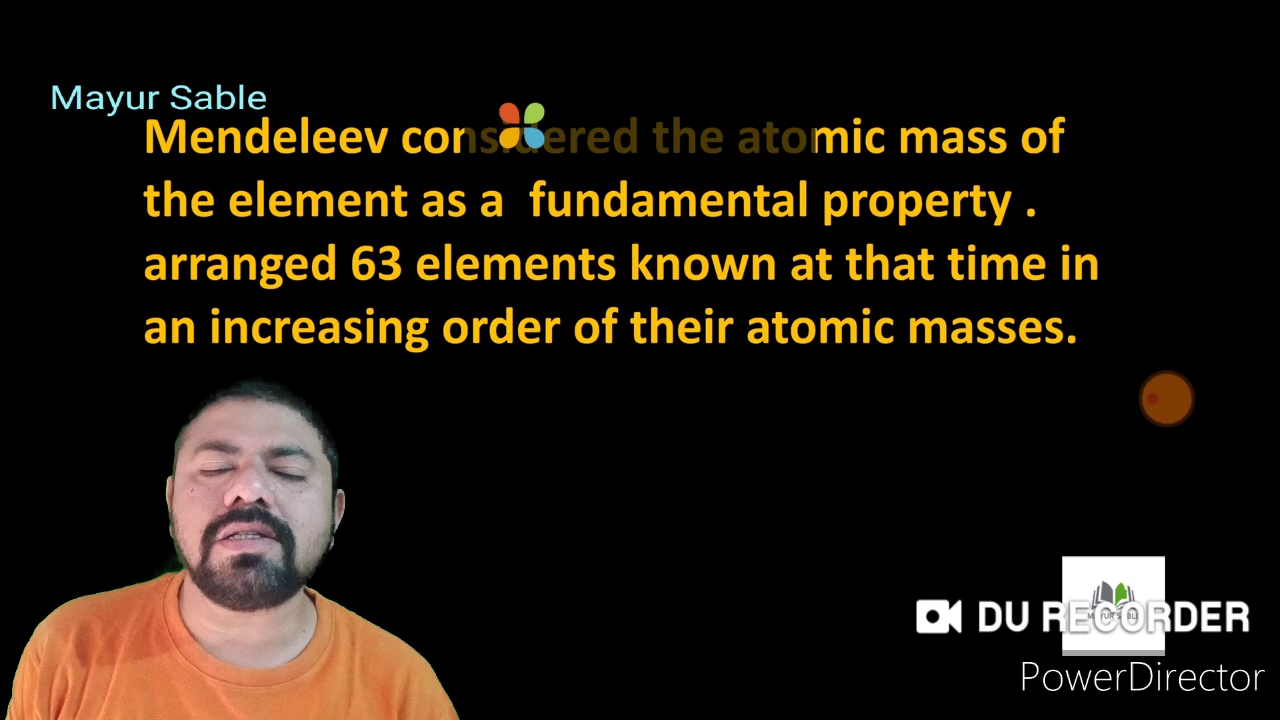 Mayur Sable
Mendeleev considered the atomic mass of
the element as a fundamental property .
arranged 63 elements known at that time in
an increasing order of their atomic masses.
DU RECORDER
PowerDirector